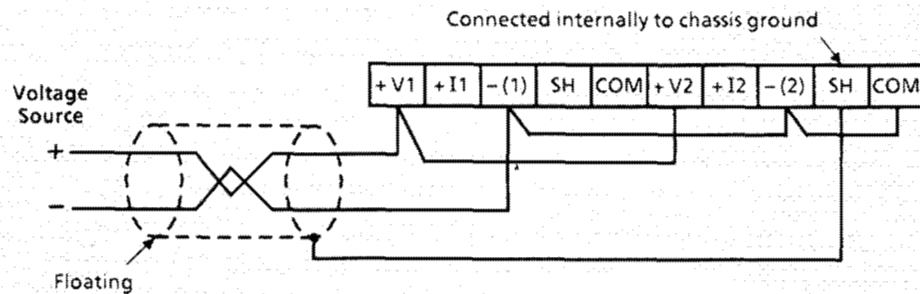 Connected internally to chassis ground
+V1 +I1 –(1) SH COM +V2 +I2 –(2) SH COM
Voltage
Source
+
–
Floating